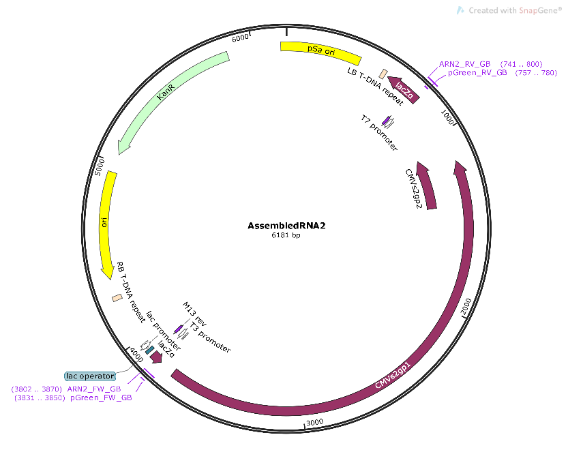 Created with SnapGene®
6000
pSa ori
LB T-DNA repeat
lacZα
ARN2_RV_GB (741 .. 800)
pGreen_RV_GB (757 .. 780)
KanR
1000
T7 promoter
5000
CMVs2gp2
ori
AssembledRNA2
6181 bp
RB T-DNA repeat
2000
M13 rev
lac promoter
T3 promoter
lacZα
4000
lac operator
CMVs2gp1
(3802 .. 3870) ARN2_FW_GB
(3831 .. 3850) pGreen_FW_GB
3000